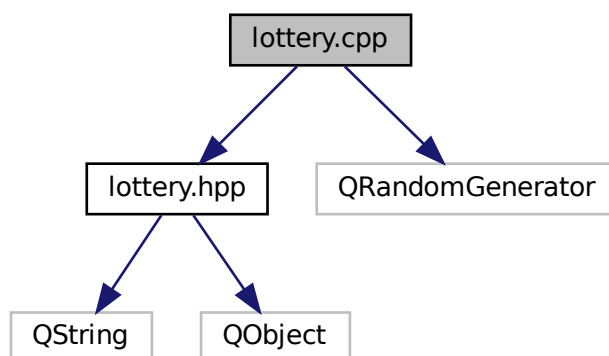 lottery.cpp
lottery.hpp
QRandomGenerator
QString
QObject